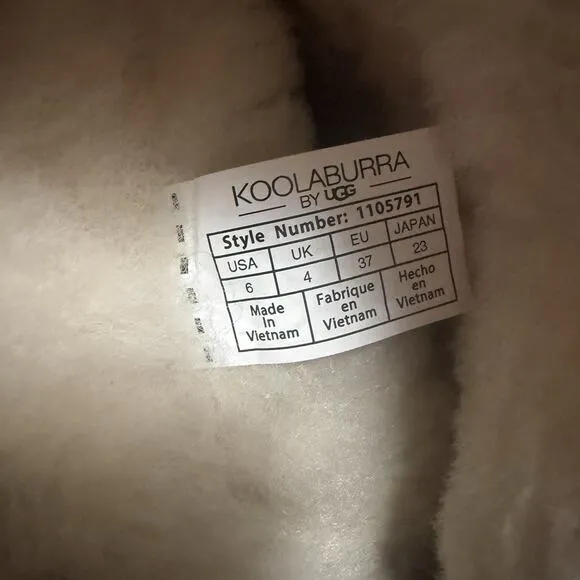 KOOLABURRA
BY UGG
Style Number: 1105791
USA UK EU JAPAN
6 4 37 23
Made in Vietnam
Fabrique en Vietnam
Hecho en Vietnam